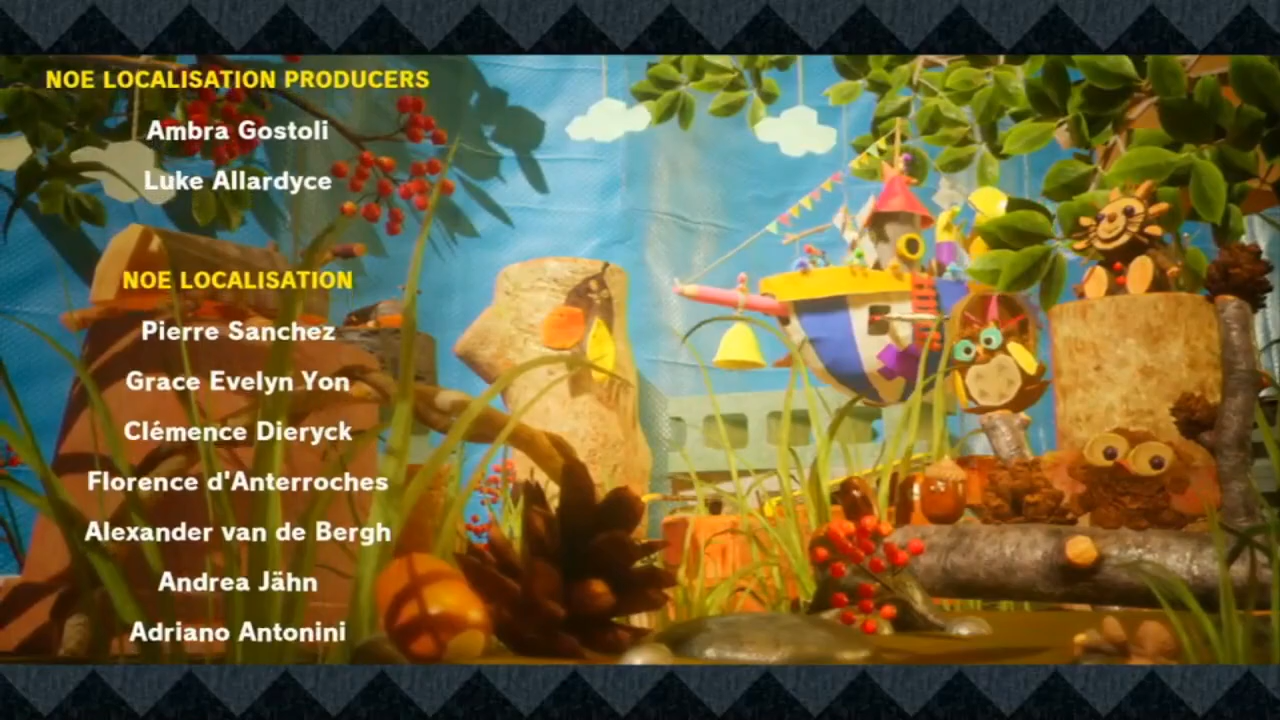 NOE LOCALISATION PRODUCERS
Ambra Gostoli
Luke Allardyce
NOE LOCALISATION
Pierre Sanchez
Grace Evelyn Yon
Clémence Dieryck
Florence d'Anterroches
Alexander van de Bergh
Andrea Jähn
Adriano Antonini